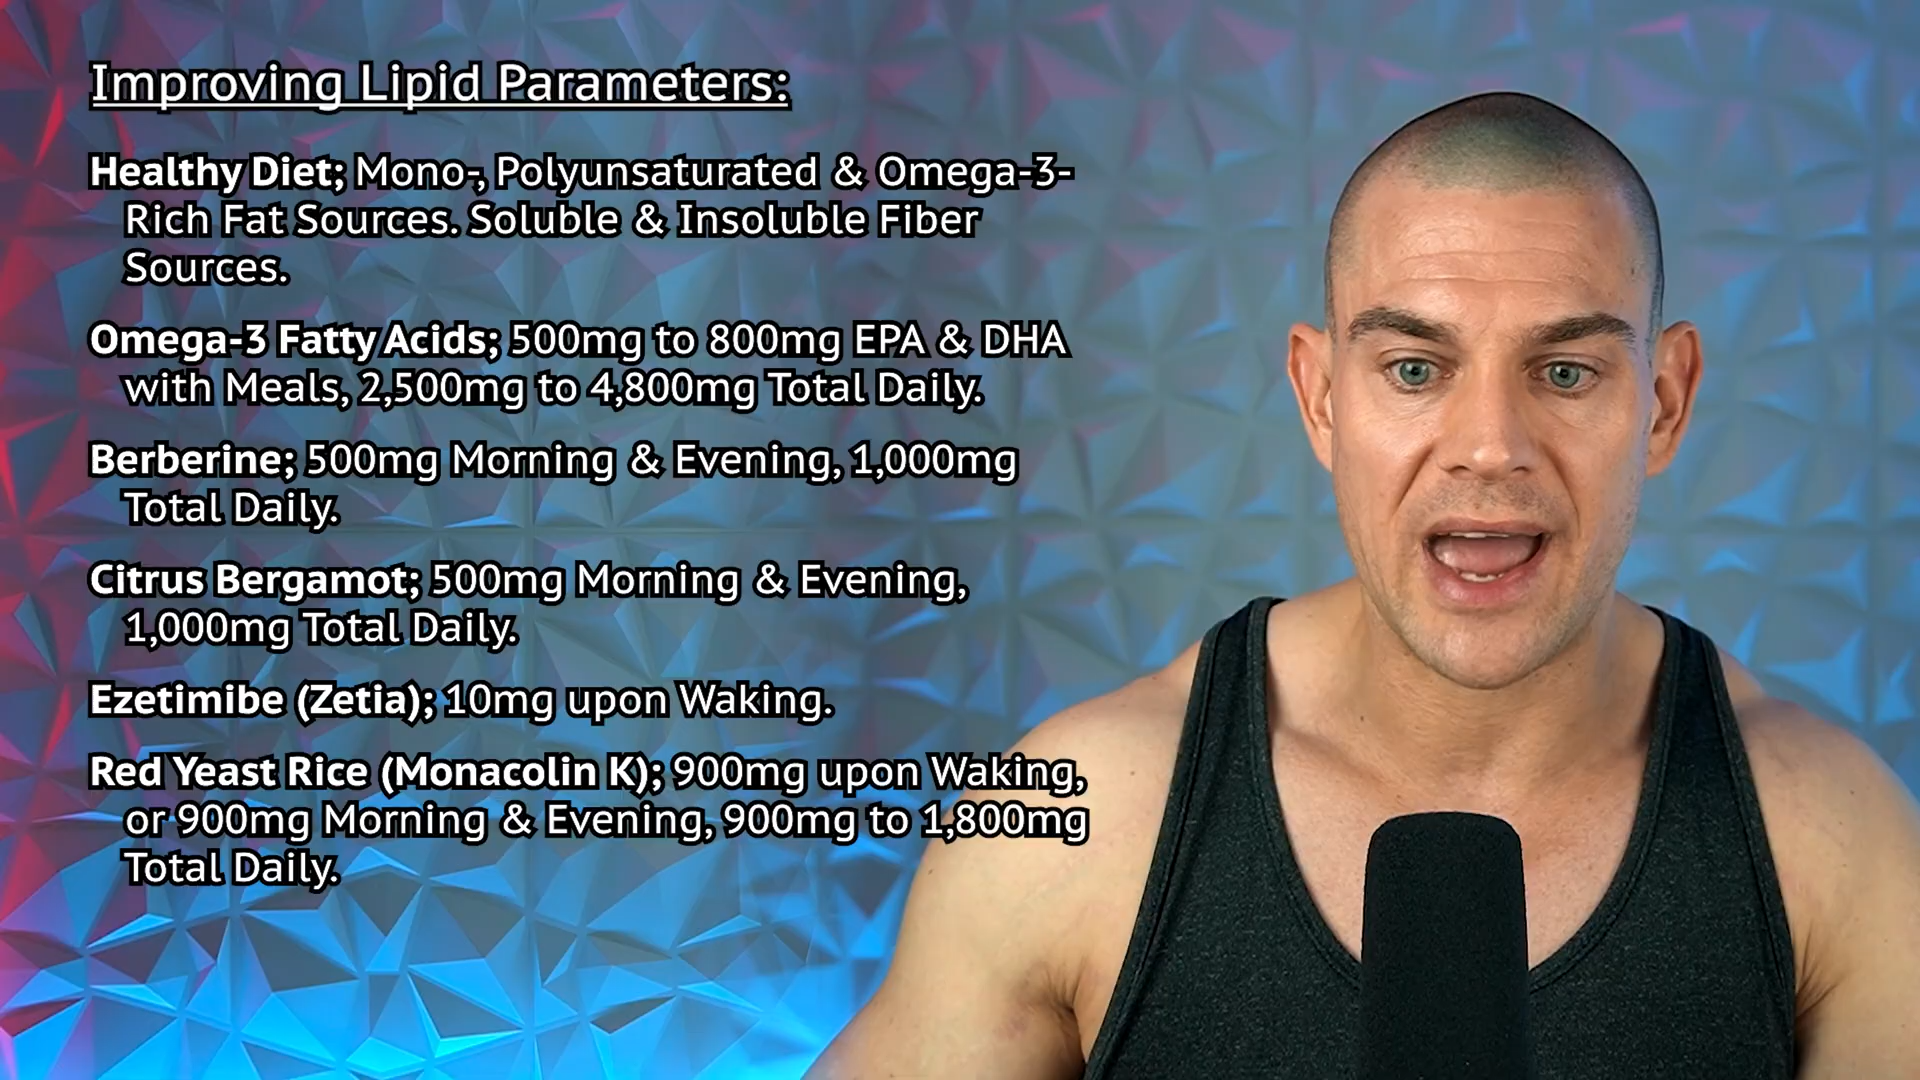 Improving Lipid Parameters:
Healthy Diet; Mono-, Polyunsaturated & Omega-3-
Rich Fat Sources. Soluble & Insoluble Fiber
Sources.
Omega-3 Fatty Acids; 500mg to 800mg EPA & DHA
with Meals, 2,500mg to 4,800mg Total Daily.
Berberine; 500mg Morning & Evening, 1,000mg
Total Daily.
Citrus Bergamot; 500mg Morning & Evening,
1,000mg Total Daily.
Ezetimibe (Zetia); 10mg upon Waking.
Red Yeast Rice (Monacolin K); 900mg upon Waking,
or 900mg Morning & Evening, 900mg to 1,800mg
Total Daily.